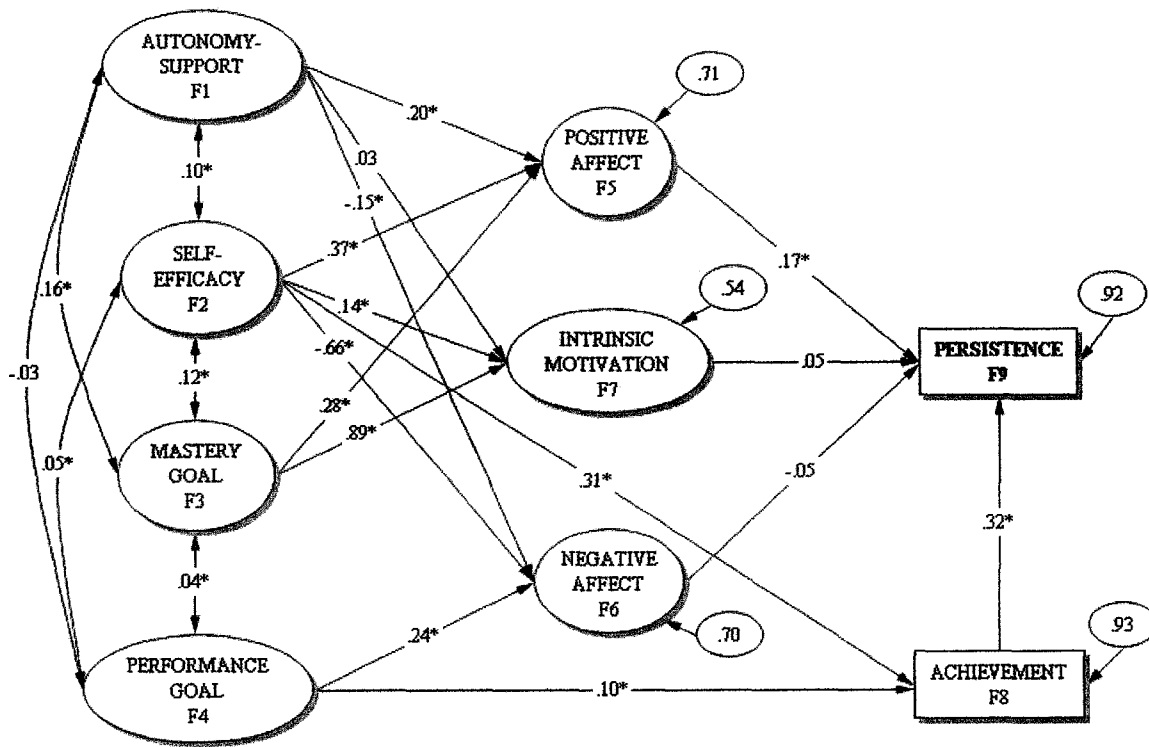 AUTONOMY-
SUPPORT
F1
.71
.20*
POSITIVE
AFFECT
F5
.03
.10*
-.15*
SELF-
EFFICACY
F2
.37*
.17*
.16*
.14*
.54
.92
INTRINSIC
MOTIVATION
F7
.05
PERSISTENCE
F9
-.66*
-.03
.12*
.28*
.89*
MASTERY
GOAL
F3
.05*
.31*
-.05
.32*
NEGATIVE
AFFECT
F6
.04*
.24*
.70
.93
PERFORMANCE
GOAL
F4
.10*
ACHIEVEMENT
F8